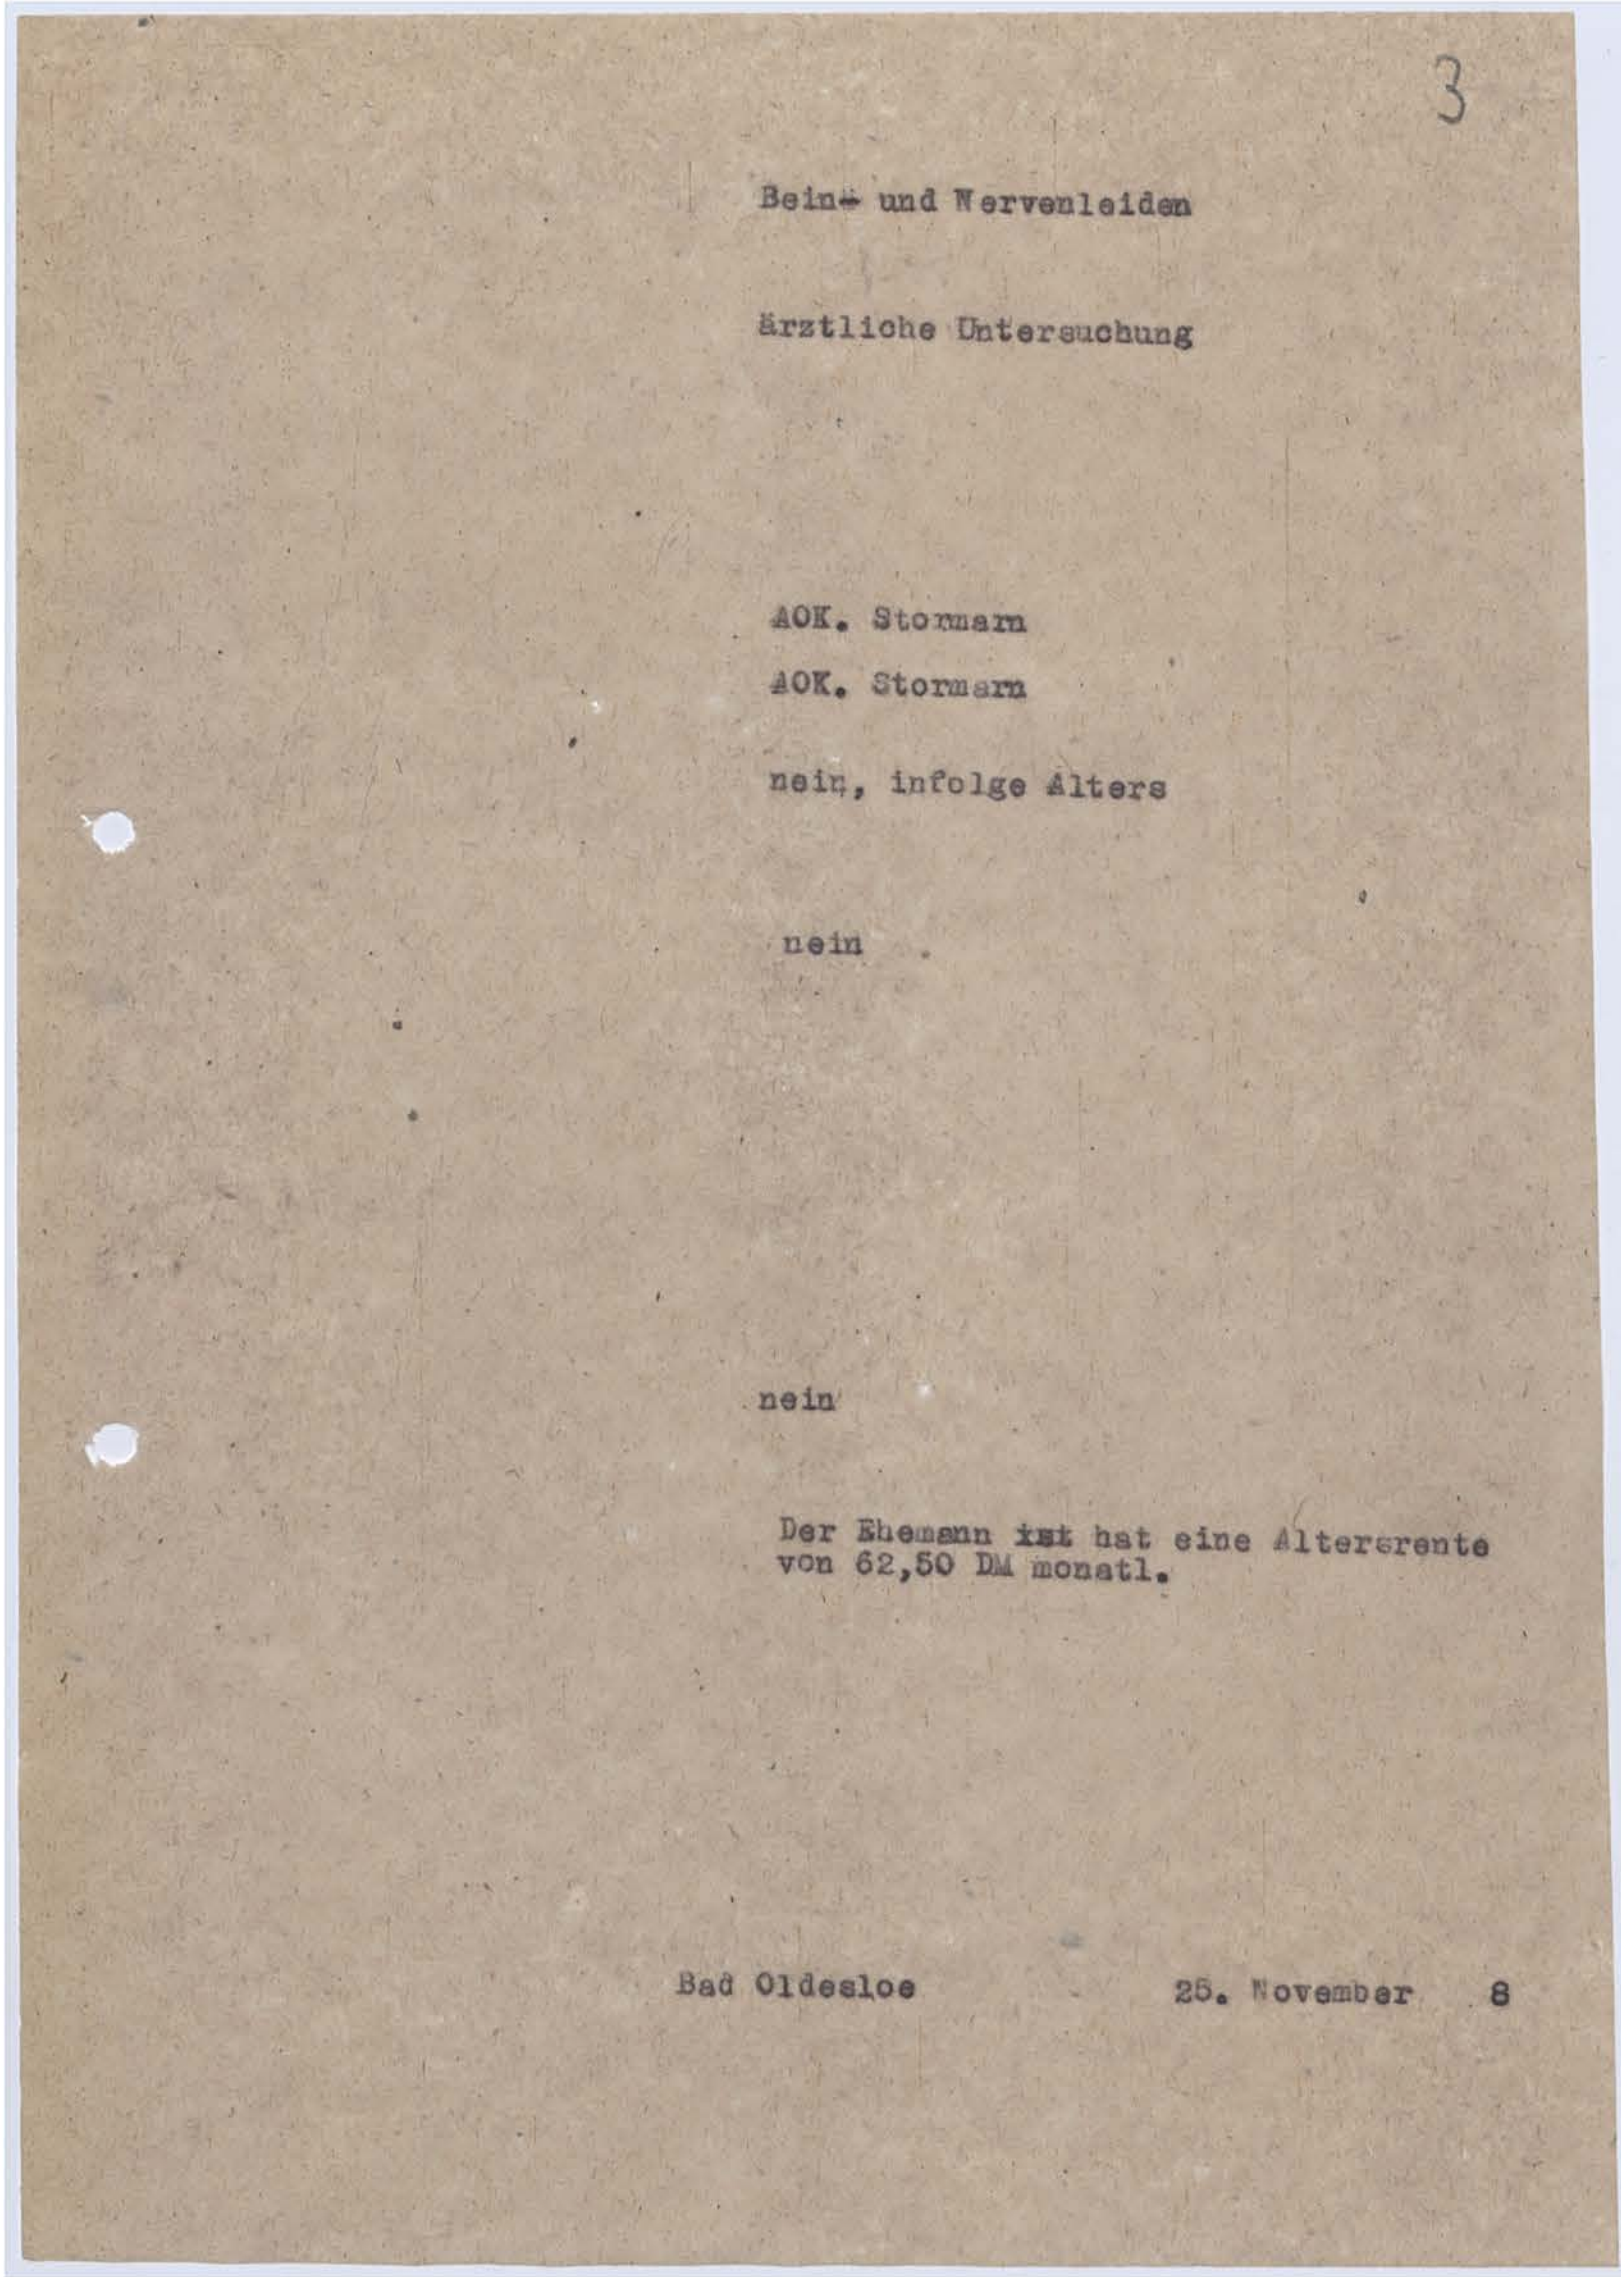 3
Bein- und Nervenleiden
ärztliche Untersuchung
AOK. Stormarn
AOK. Stormarn
nein, infolge Alters
nein
nein
Der Ehemann ist hat eine Altersrente
von 62,50 DM monatl.
Bad Oldesloe 25. November 8